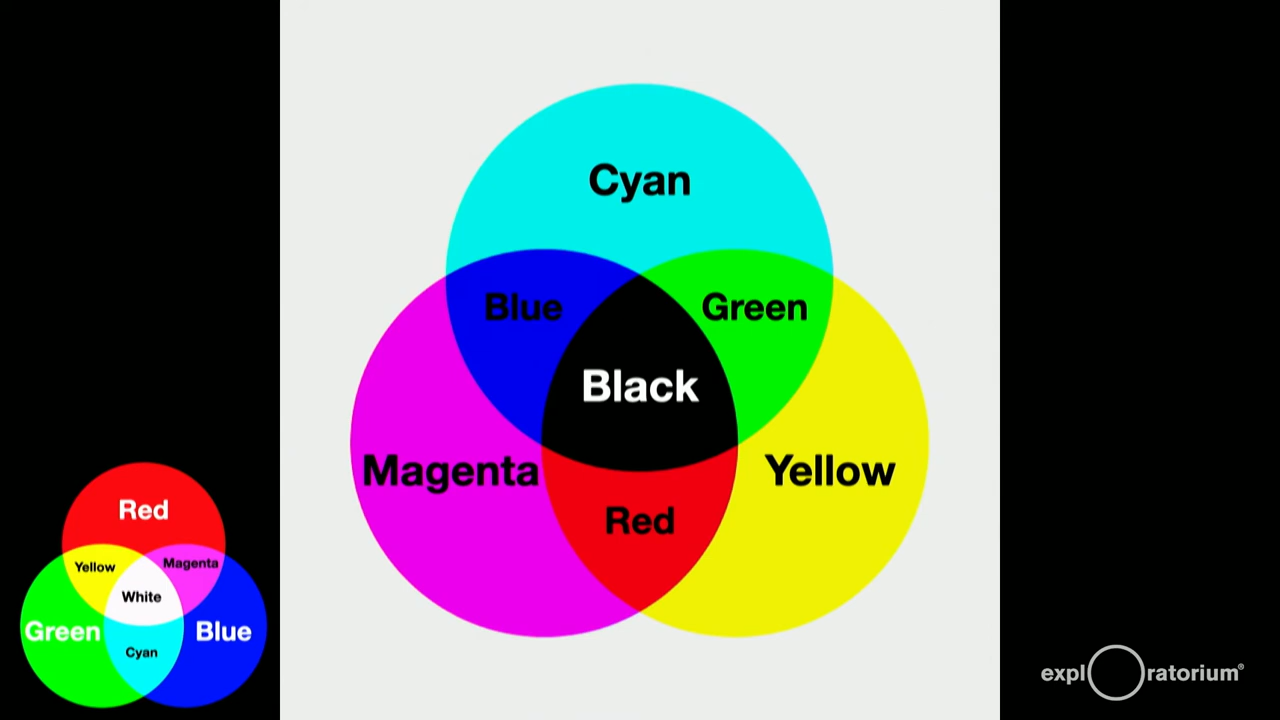 Cyan
Blue
Green
Black
Magenta
Yellow
Red
Red
Yellow
Magenta
White
Green
Blue
Cyan
expl ratorium®